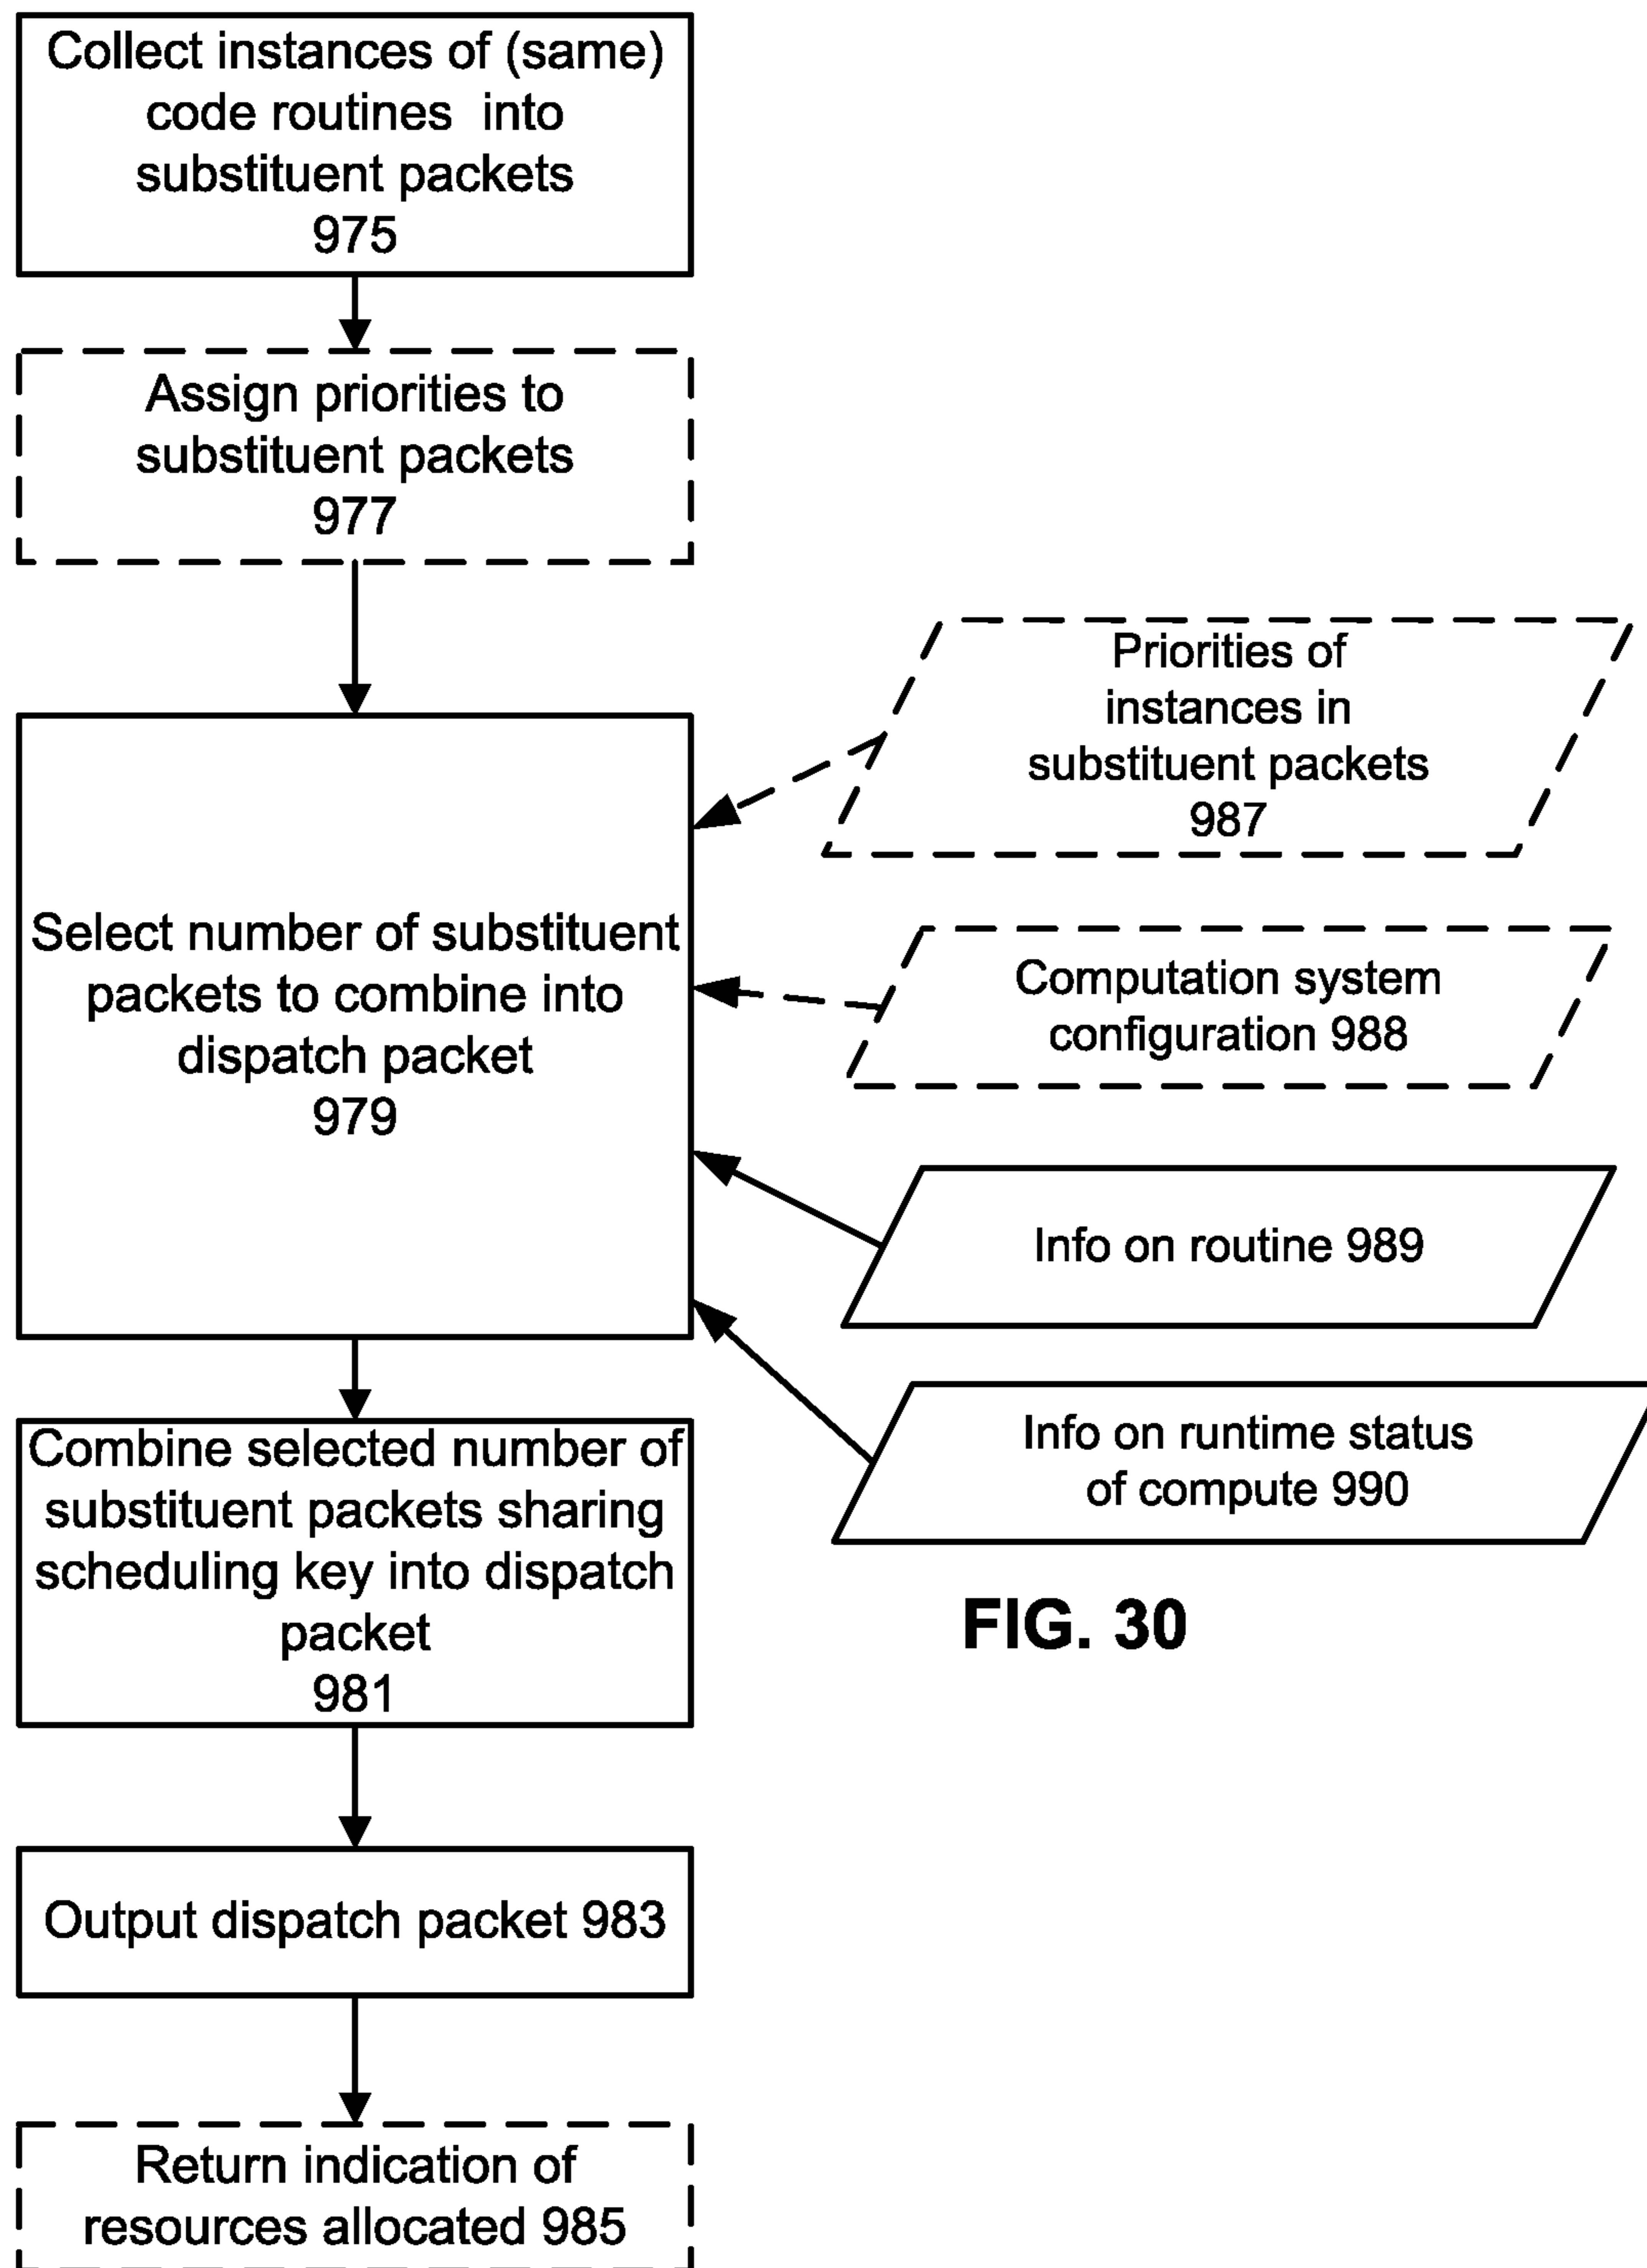 Collect instances of (same)
code routines into
substituent packets
975
Assign priorities to
substituent packets
977
Priorities of
instances in
substituent packets
987
Select number of substituent
packets to combine into
dispatch packet
979
Computation system
configuration 988
Info on routine 989
Info on runtime status
of compute 990
Combine selected number of
substituent packets sharing
scheduling key into dispatch
packet
981
FIG. 30
Output dispatch packet 983
Return indication of
resources allocated 985